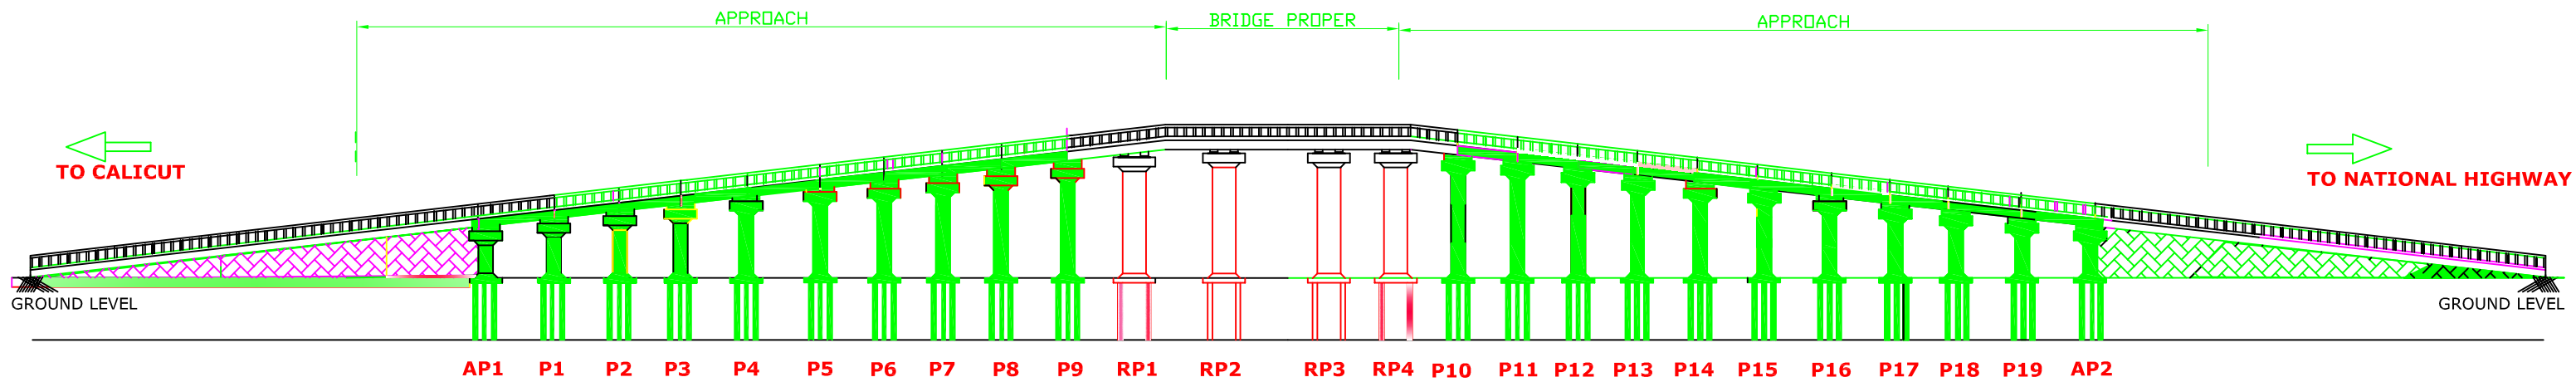 APPROACH
BRIDGE PROPER
APPROACH
TO CALICUT
TO NATIONAL HIGHWAY
GROUND LEVEL
GROUND LEVEL
AP1 P1 P2 P3 P4 P5 P6 P7 P8 P9 RP1 RP2 RP3 RP4 P10 P11 P12 P13 P14 P15 P16 P17 P18 P19 AP2